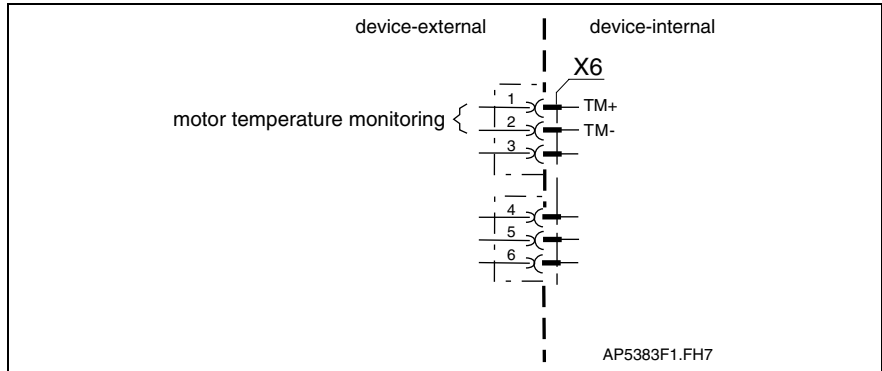 device-external device-internal
X6
1 TM+
motor temperature monitoring
2 TM-
3
4
5
6
AP5383F1.FH7